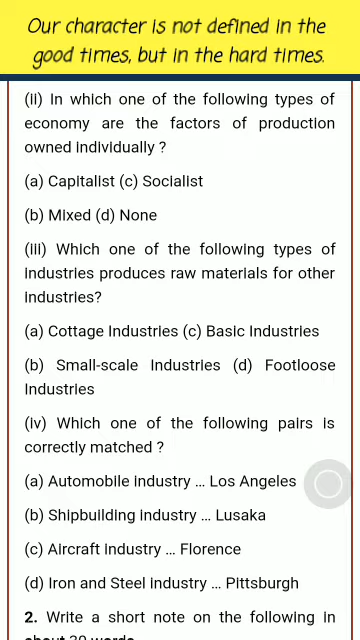 Our character is not defined in the
good times, but in the hard times.
(ii) In which one of the following types of
economy are the factors of production
owned individually ?
(a) Capitalist (c) Socialist
(b) Mixed (d) None
(iii) Which one of the following types of
industries produces raw materials for other
industries?
(a) Cottage Industries (c) Basic Industries
(b) Small-scale Industries (d) Footloose
Industries
(iv) Which one of the following pairs is
correctly matched ?
(a) Automobile industry ... Los Angeles
(b) Shipbuilding industry ... Lusaka
(c) Aircraft industry ... Florence
(d) Iron and Steel industry ... Pittsburgh
2. Write a short note on the following in
about 30 words.